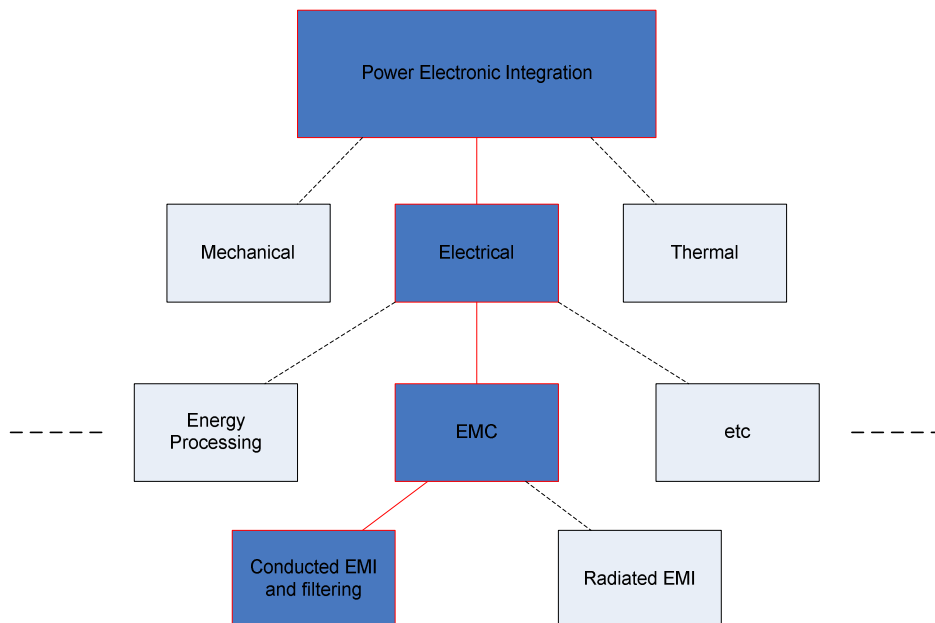 Power Electronic Integration
Mechanical
Electrical
Thermal
Energy
Processing
EMC
etc
Conducted EMI
and filtering
Radiated EMI